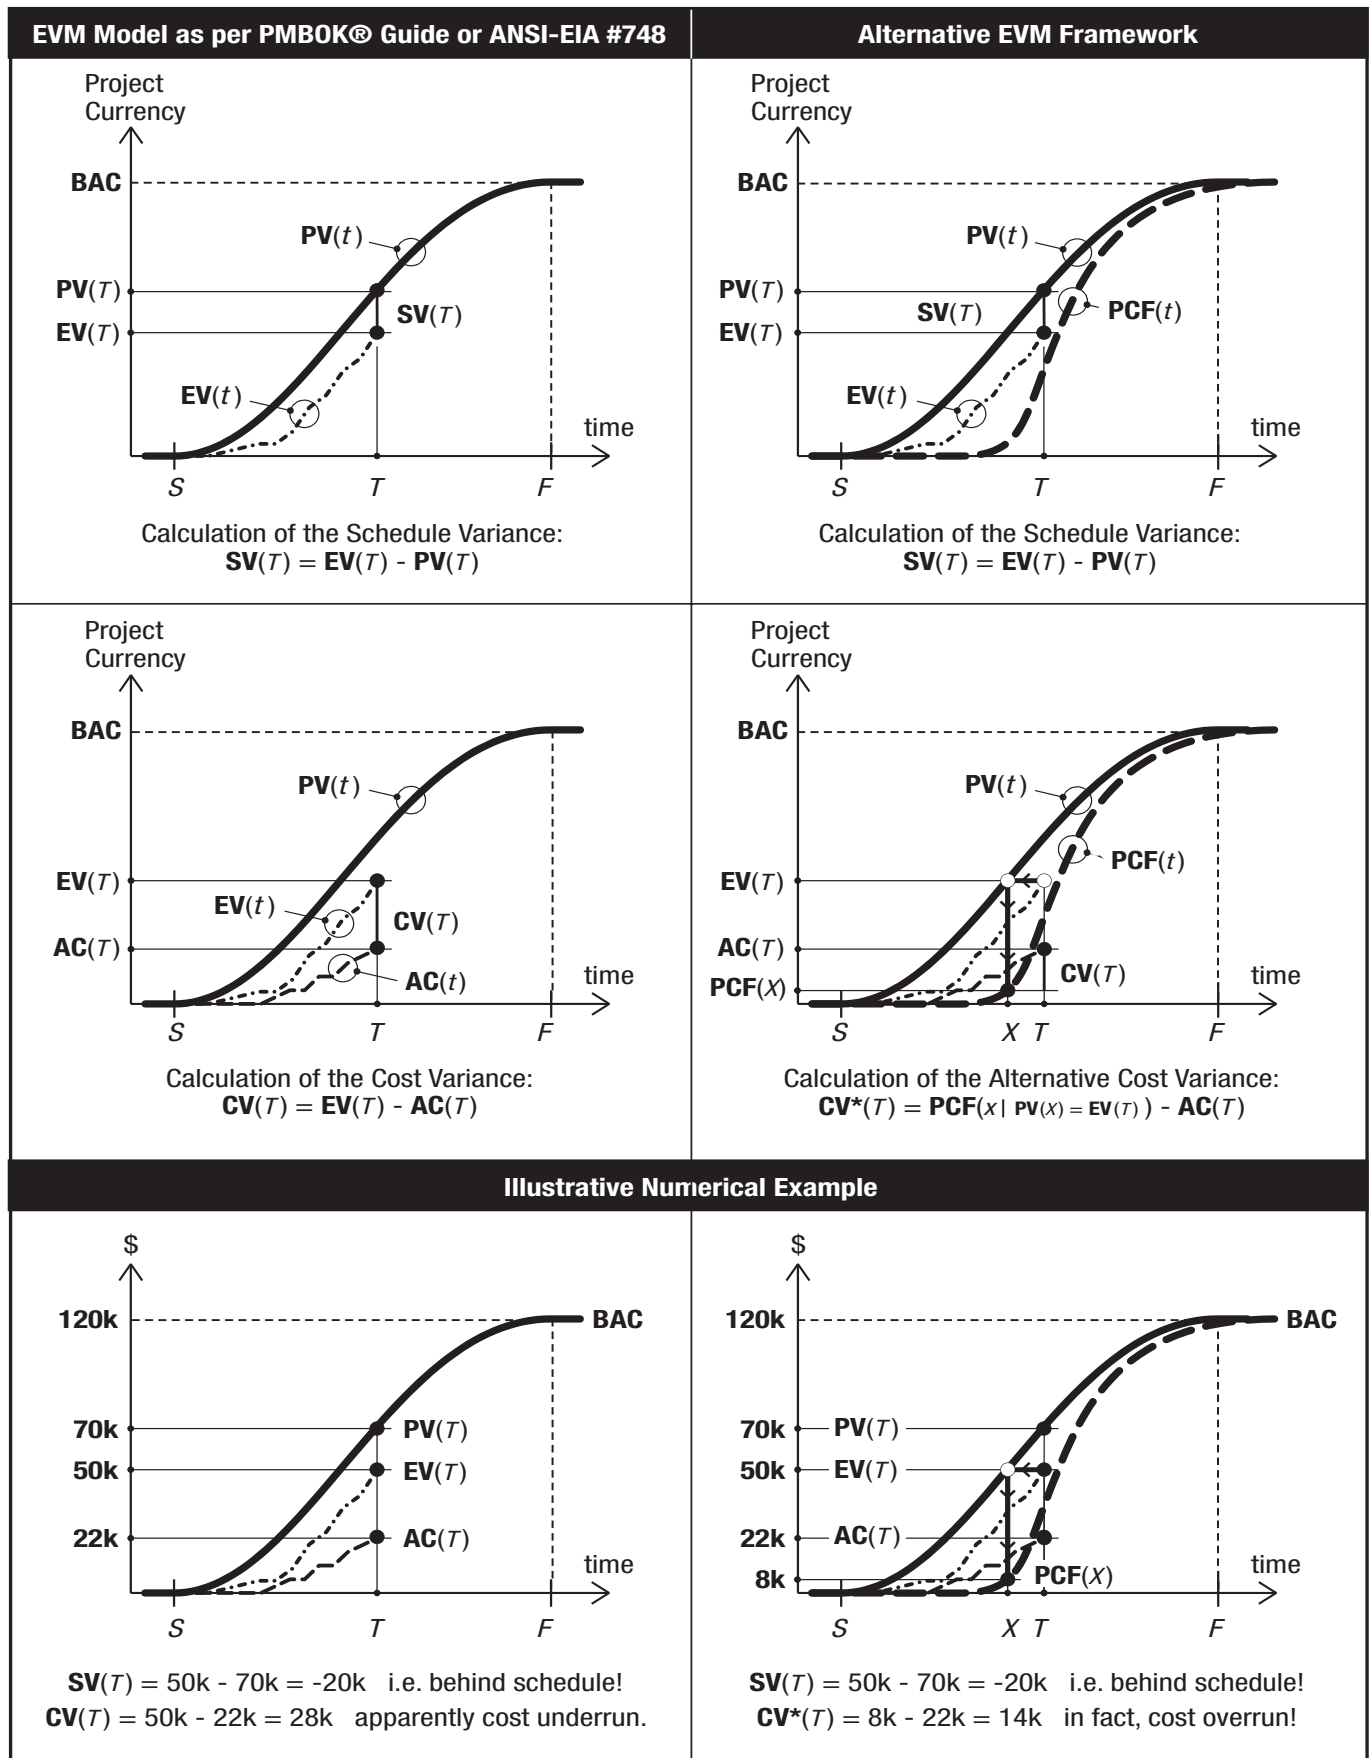 EVM Model as per PMBOK® Guide or ANSI-EIA #748
Alternative EVM Framework
Project
Currency
BAC
PV(t)
PV(T)
SV(T)
EV(T)
EV(t)
time
S
T
F
Calculation of the Schedule Variance:
SV(T) = EV(T) - PV(T)
Project
Currency
BAC
PV(t)
PV(T)
PCF(t)
SV(T)
EV(T)
EV(t)
time
S
T
F
Calculation of the Schedule Variance:
SV(T) = EV(T) - PV(T)
Project
Currency
BAC
PV(t)
EV(T)
EV(t)
CV(T)
AC(T)
AC(t)
time
S
T
F
Calculation of the Cost Variance:
CV(T) = EV(T) - AC(T)
Project
Currency
BAC
PV(t)
PCF(t)
EV(T)
AC(T)
CV(T)
PCF(X)
time
S
X
T
F
Calculation of the Alternative Cost Variance:
CV*(T) = PCF(x | PV(X) = EV(T) ) - AC(T)
Illustrative Numerical Example
$
120k
BAC
70k
PV(T)
50k
EV(T)
22k
AC(T)
time
S
T
F
SV(T) = 50k - 70k = -20k i.e. behind schedule!
CV(T) = 50k - 22k = 28k apparently cost underrun.
$
120k
BAC
70k
PV(T)
50k
EV(T)
22k
AC(T)
8k
PCF(X)
time
S
X
T
F
SV(T) = 50k - 70k = -20k i.e. behind schedule!
CV*(T) = 8k - 22k = 14k in fact, cost overrun!